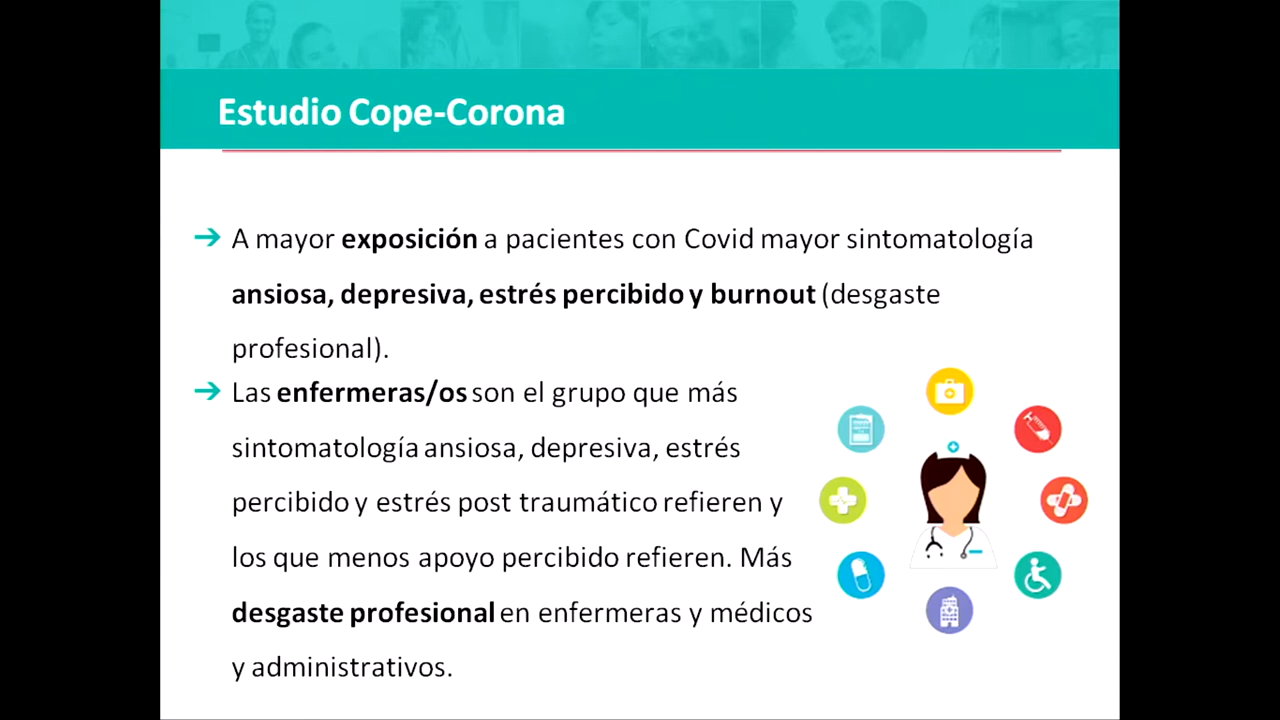 Estudio Cope-Corona
➔ A mayor exposición a pacientes con Covid mayor sintomatología
ansiosa, depresiva, estrés percibido y burnout (desgaste
profesional).
➔ Las enfermeras/os son el grupo que más
sintomatología ansiosa, depresiva, estrés
percibido y estrés post traumático refieren y
los que menos apoyo percibido refieren. Más
desgaste profesional en enfermeras y médicos
y administrativos.